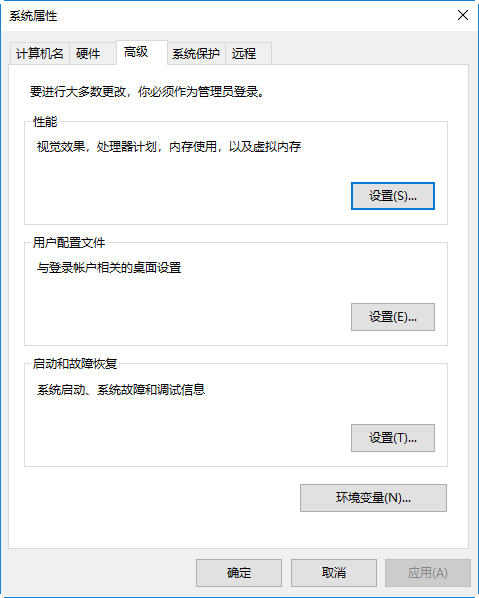 系统属性
计算机名 硬件 高级 系统保护 远程
要进行大多数更改，你必须作为管理员登录。
性能
视觉效果，处理器计划，内存使用，以及虚拟内存
设置(S)...
用户配置文件
与登录帐户相关的桌面设置
设置(E)...
启动和故障恢复
系统启动、系统故障和调试信息
设置(T)...
环境变量(N)...
确定 取消 应用(A)